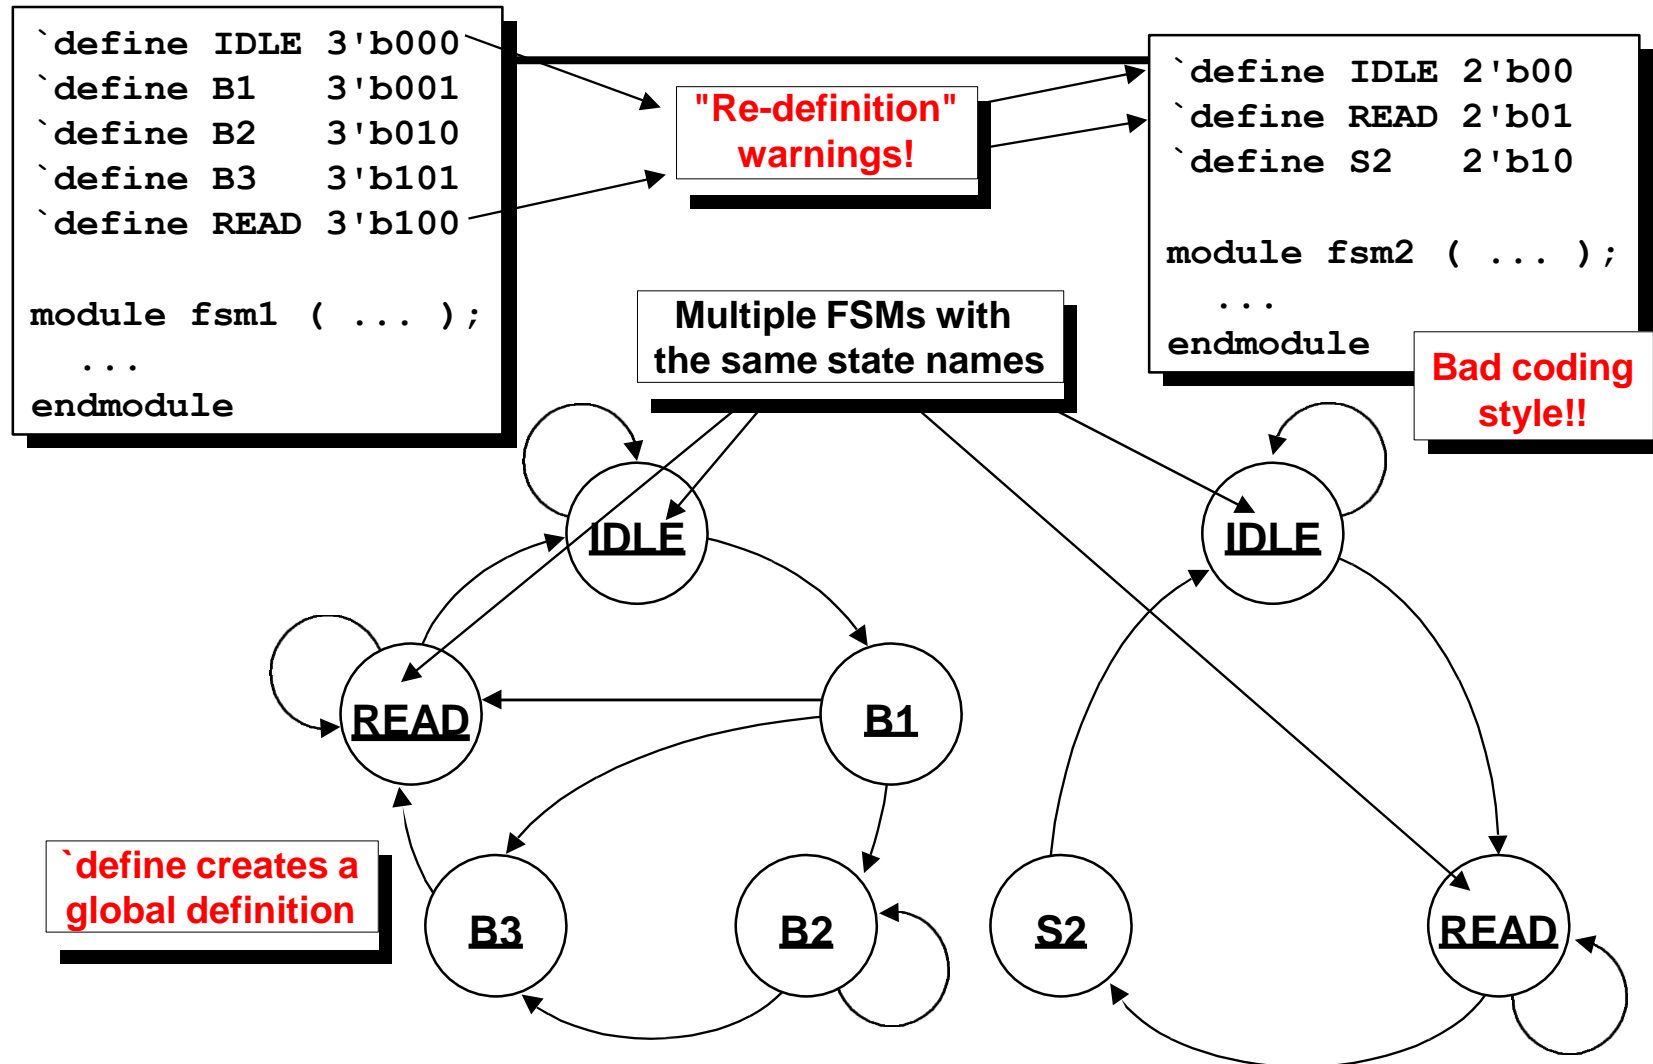 `define IDLE 3'b000
`define B1 3'b001
`define B2 3'b010
`define B3 3'b101
`define READ 3'b100
module fsm1 ( ... );
...
endmodule
"Re-definition"
warnings!
`define IDLE 2'b00
`define READ 2'b01
`define S2 2'b10
module fsm2 ( ... );
...
endmodule
Bad coding
style!!
Multiple FSMs with
the same state names
IDLE
READ
B1
B3
B2
`define creates a
global definition
IDLE
S2
READ